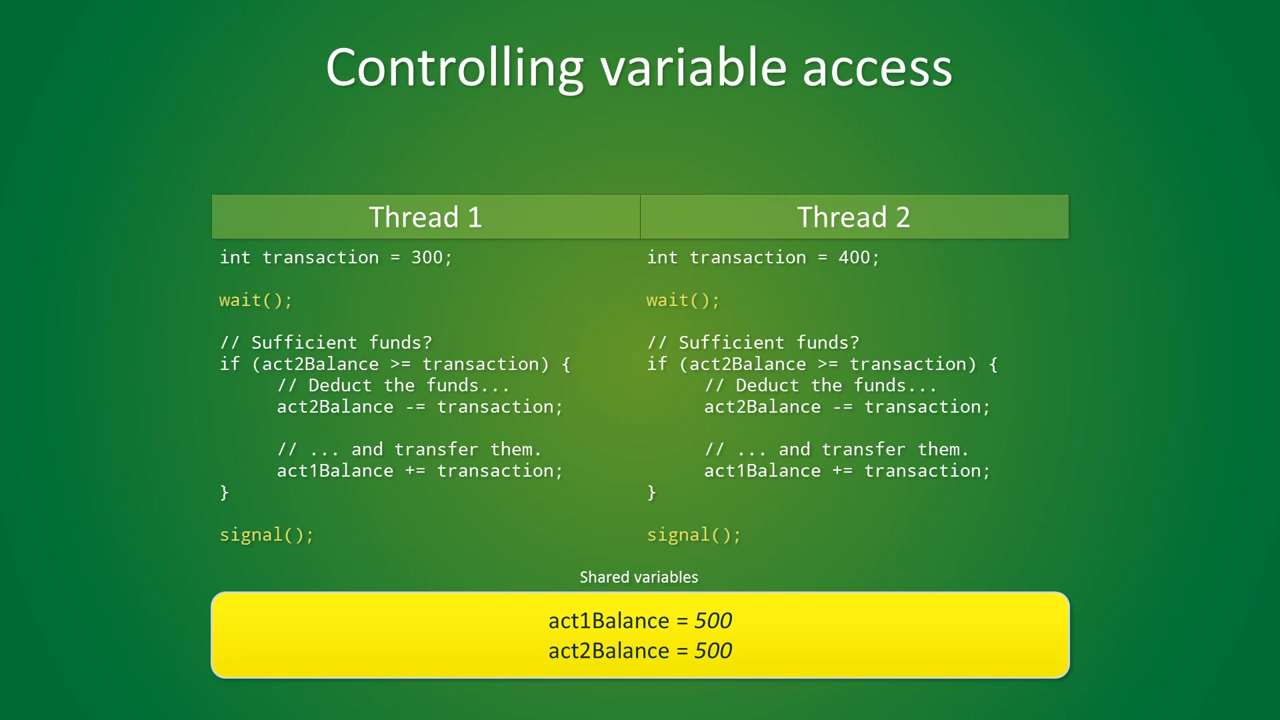 Controlling variable access
Thread 1
Thread 2
int transaction = 300;
wait();
// Sufficient funds?
if (act2Balance >= transaction) {
// Deduct the funds...
act2Balance -= transaction;
// ... and transfer them.
act1Balance += transaction;
}
signal();
int transaction = 400;
wait();
// Sufficient funds?
if (act2Balance >= transaction) {
// Deduct the funds...
act2Balance -= transaction;
// ... and transfer them.
act1Balance += transaction;
}
signal();
Shared variables
act1Balance = 500
act2Balance = 500